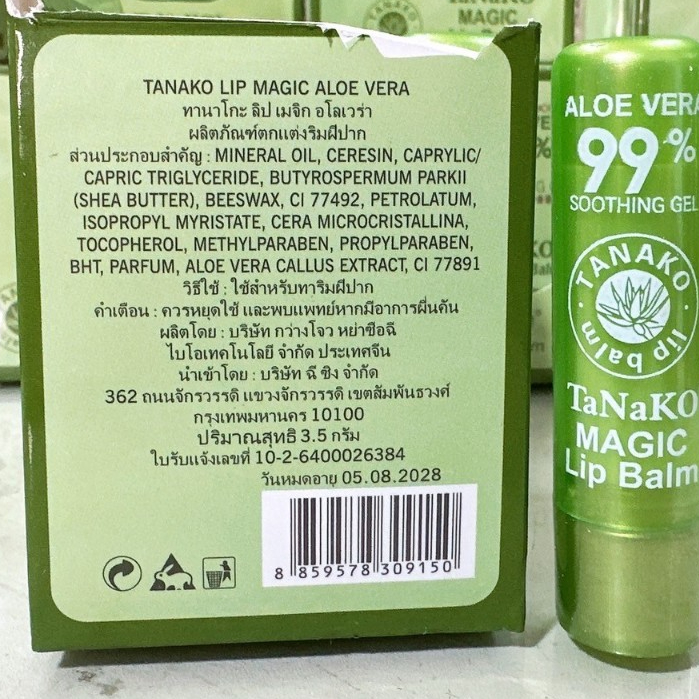 TANAKO LIP MAGIC ALOE VERA
ทานาโกะ ลิป เมจิก อโลเวร่า
ผลิตภัณฑ์ตกแต่งริมฝีปาก
ส่วนประกอบสำคัญ : MINERAL OIL, CERESIN, CAPRYLIC/
CAPRIC TRIGLYCERIDE, BUTYROSPERMUM PARKII
(SHEA BUTTER), BEESWAX, CI 77492, PETROLATUM,
ISOPROPYL MYRISTATE, CERA MICROCRISTALLINA,
TOCOPHEROL, METHYLPARABEN, PROPYLPARABEN,
BHT, PARFUM, ALOE VERA CALLUS EXTRACT, CI 77891
วิธีใช้ : ใช้สำหรับทาริมฝีปาก
คำเตือน : ควรหยุดใช้ และพบแพทย์หากมีอาการผื่นคัน
ผลิตโดย : บริษัท กว่างโจว หย่าซือฉี
ไบโอเทคโนโลยี จำกัด ประเทศจีน
นำเข้าโดย : บริษัท ฉี ซิง จำกัด
362 ถนนจักรวรรดิ แขวงจักรวรรดิ เขตสัมพันธวงศ์
กรุงเทพมหานคร 10100
ปริมาณสุทธิ 3.5 กรัม
ใบรับแจ้งเลขที่ 10-2-6400026384
วันหมดอายุ 05.08.2028
8 859578 309150
ALOE VERA
99%
SOOTHING GEL
TANAKO
lip balm
TaNaKO
MAGIC
Lip Balm
TANAKO
MAGIC